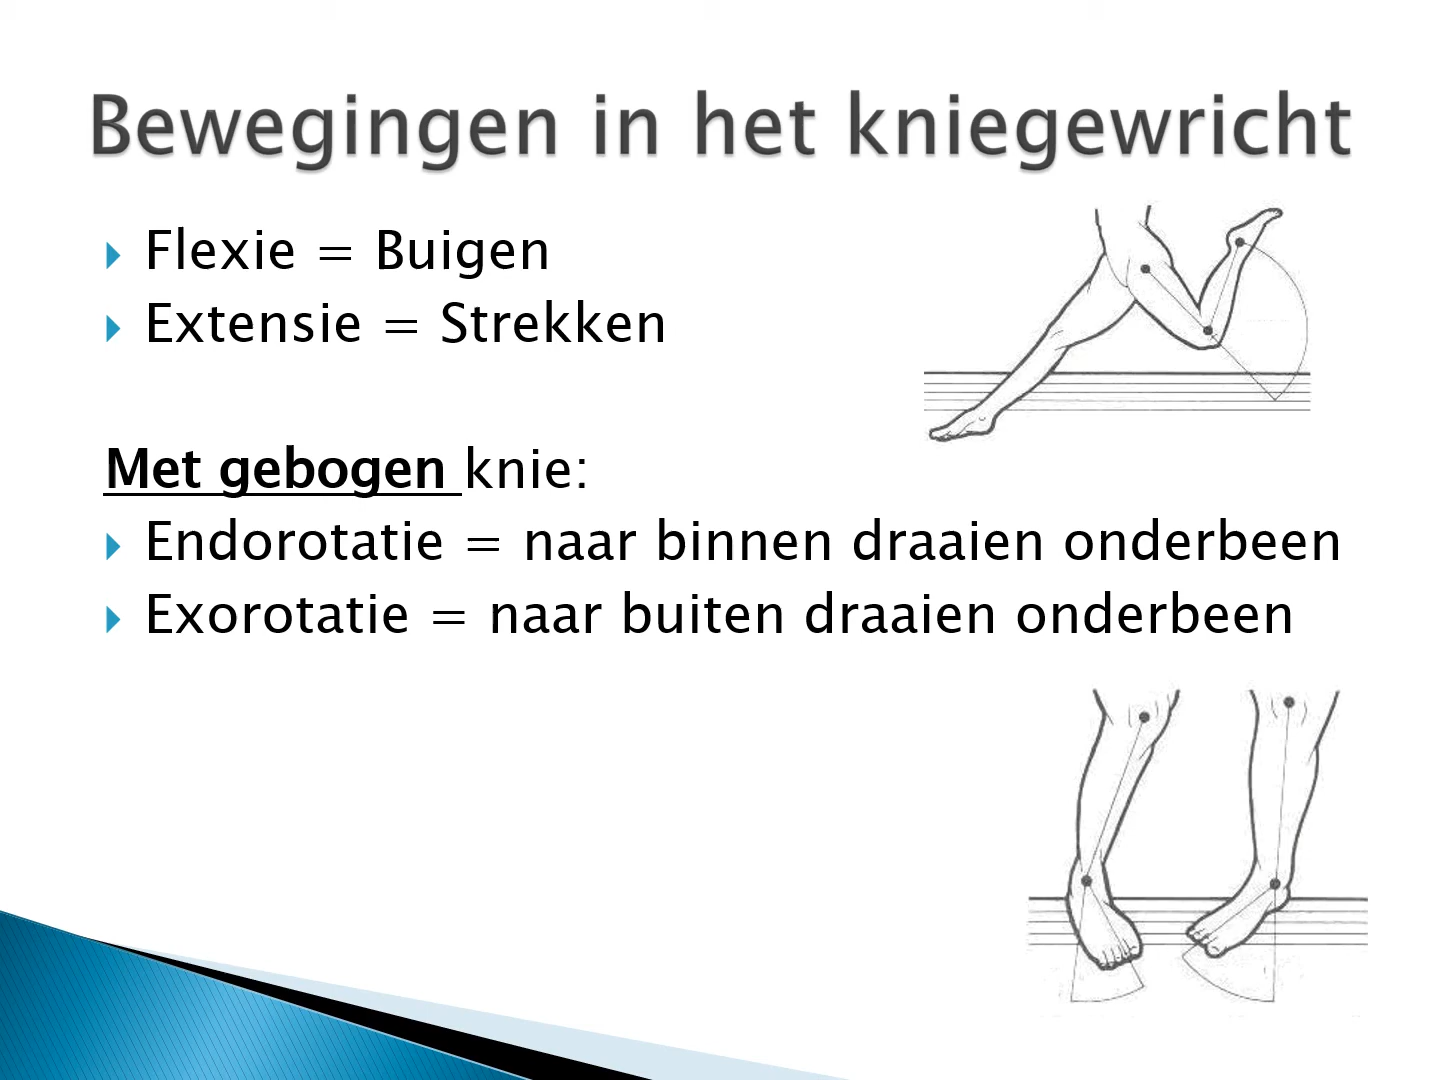 Bewegingen in het kniegewricht
Flexie = Buigen
Extensie = Strekken
Met gebogen knie:
Endorotatie = naar binnen draaien onderbeen
Exorotatie = naar buiten draaien onderbeen